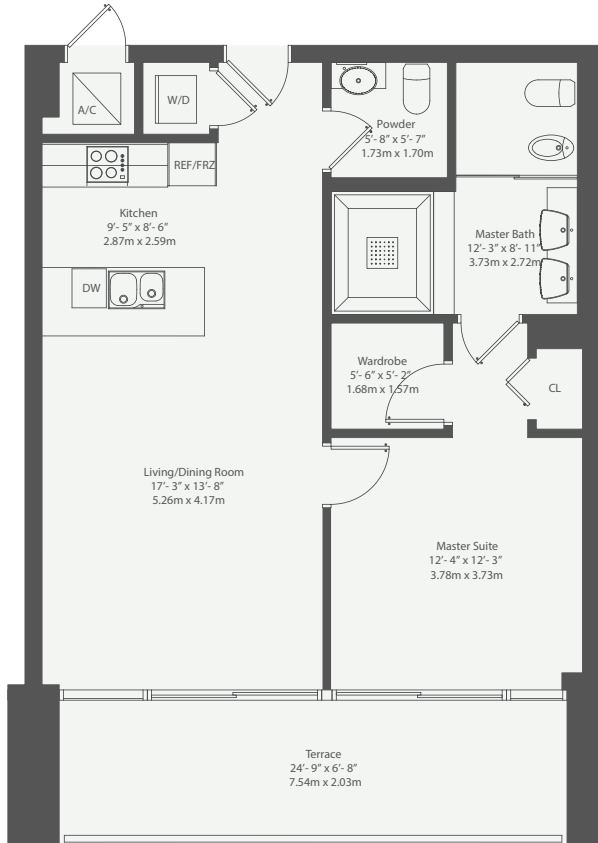 A/C
W/D
Powder
5'- 8" x 5'- 7"
1.73m x 1.70m
REF/FRZ
Kitchen
9'- 5" x 8'- 6"
2.87m x 2.59m
Master Bath
12'- 3" x 8'- 11"
3.73m x 2.72m
DW
Wardrobe
5'- 6" x 5'- 2"
1.68m x 1.57m
CL
Living/Dining Room
17'- 3" x 13'- 8"
5.26m x 4.17m
Master Suite
12'- 4" x 12'- 3"
3.78m x 3.73m
Terrace
24'- 9" x 6'- 8"
7.54m x 2.03m